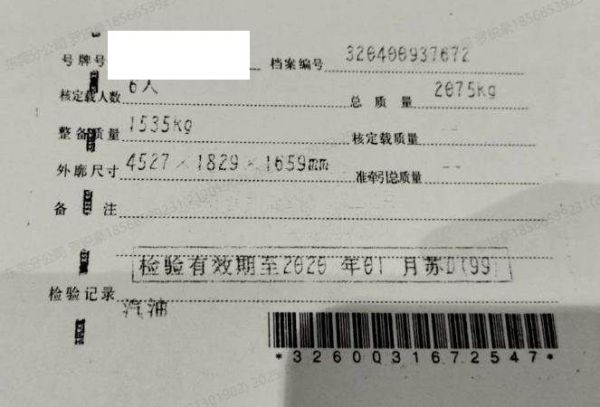 号牌号 档案编号 320400937672
核定载人数 6人 总质量 2075kg
整备质量 1535kg 核定载质量 --
外廓尺寸 4527×1829×1659mm 准牵引总质量 --
备注
检验有效期至2020年01月苏D(99)
检验记录
汽油
*3260031672547*